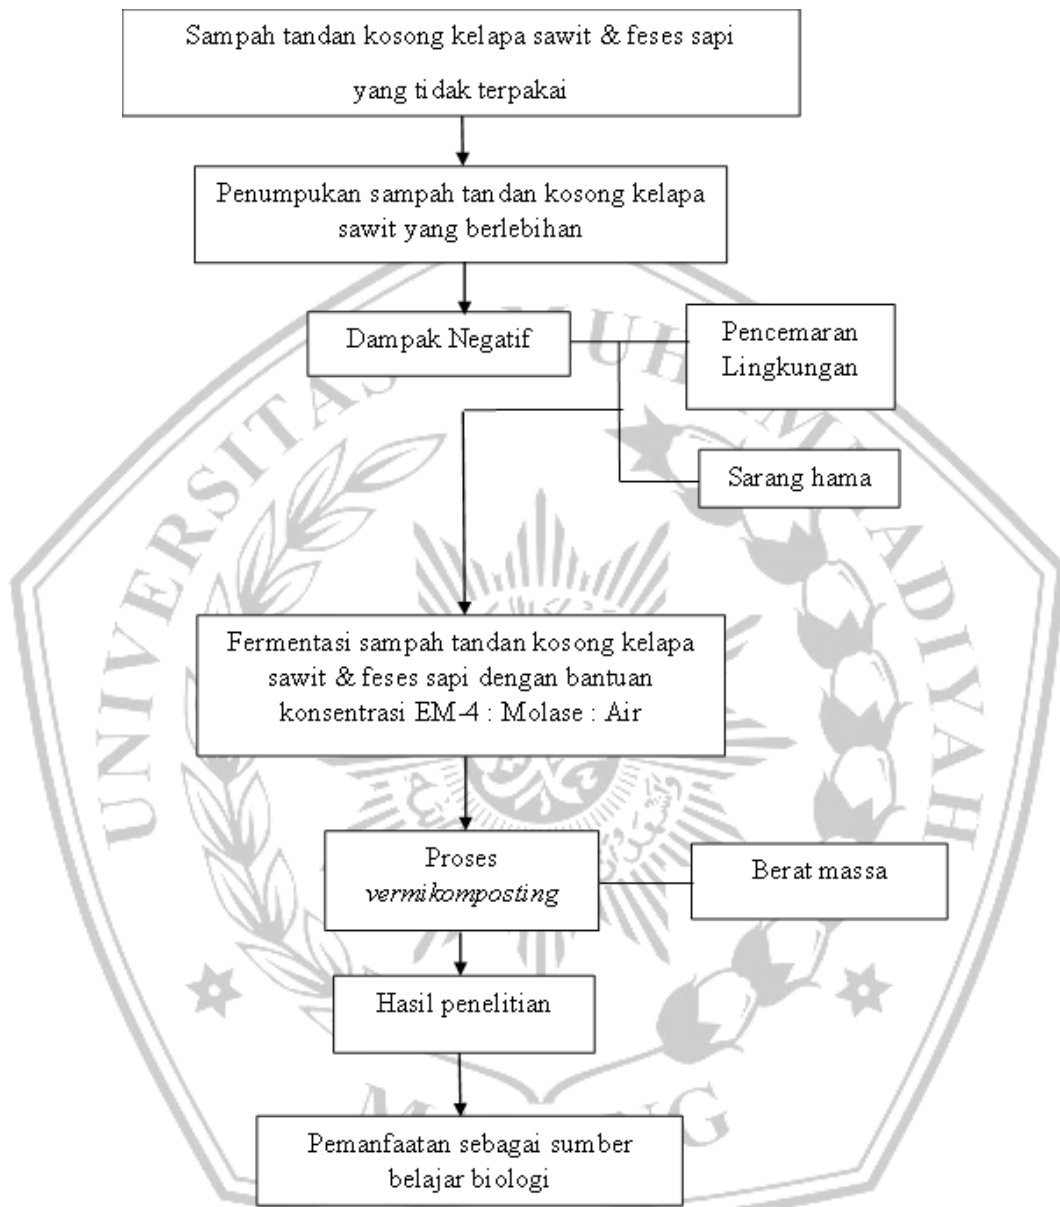 Sampah tandan kosong kelapa sawit & feses sapi
yang tidak terpakai
Penumpukan sampah tandan kosong kelapa
sawit yang berlebihan
Dampak Negatif
Pencemaran
Lingkungan
Sarang hama
Fermentasi sampah tandan kosong kelapa
sawit & feses sapi dengan bantuan
konsentrasi EM-4 : Molase : Air
Proses
vermikomposting
Berat massa
Hasil penelitian
Pemanfaatan sebagai sumber
belajar biologi
UNIVERSITAS MUHAMMADIYAH